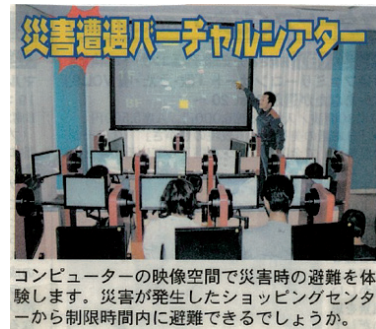 災害遭遇バーチャルシアター
コンピューターの映像空間で災害時の避難を体
験します。災害が発生したショッピングセンタ
ーから制限時間内に避難できるでしょうか。